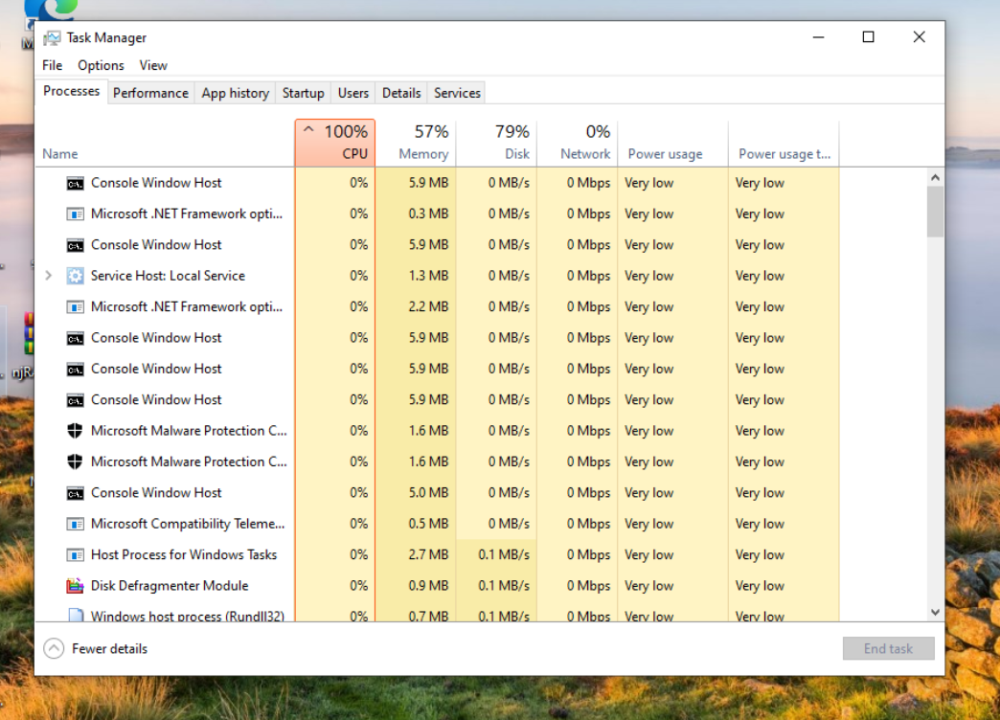 Task Manager
File Options View
Processes Performance App history Startup Users Details Services
100% 57% 79% 0%
Name CPU Memory Disk Network Power usage Power usage t...
Console Window Host 0% 5.9 MB 0 MB/s 0 Mbps Very low Very low
Microsoft .NET Framework opti... 0% 0.3 MB 0 MB/s 0 Mbps Very low Very low
Console Window Host 0% 5.9 MB 0 MB/s 0 Mbps Very low Very low
Service Host: Local Service 0% 1.3 MB 0 MB/s 0 Mbps Very low Very low
Microsoft .NET Framework opti... 0% 2.2 MB 0 MB/s 0 Mbps Very low Very low
Console Window Host 0% 5.9 MB 0 MB/s 0 Mbps Very low Very low
Console Window Host 0% 5.9 MB 0 MB/s 0 Mbps Very low Very low
njR
Console Window Host 0% 5.9 MB 0 MB/s 0 Mbps Very low Very low
Microsoft Malware Protection C... 0% 1.6 MB 0 MB/s 0 Mbps Very low Very low
Microsoft Malware Protection C... 0% 1.6 MB 0 MB/s 0 Mbps Very low Very low
Console Window Host 0% 5.0 MB 0 MB/s 0 Mbps Very low Very low
Microsoft Compatibility Teleme... 0% 0.5 MB 0 MB/s 0 Mbps Very low Very low
Host Process for Windows Tasks 0% 2.7 MB 0.1 MB/s 0 Mbps Very low Very low
Disk Defragmenter Module 0% 0.9 MB 0.1 MB/s 0 Mbps Very low Very low
Windows host process (Rundll32) 0% 0.7 MB 0.1 MB/s 0 Mbps Very low Very low
Fewer details End task